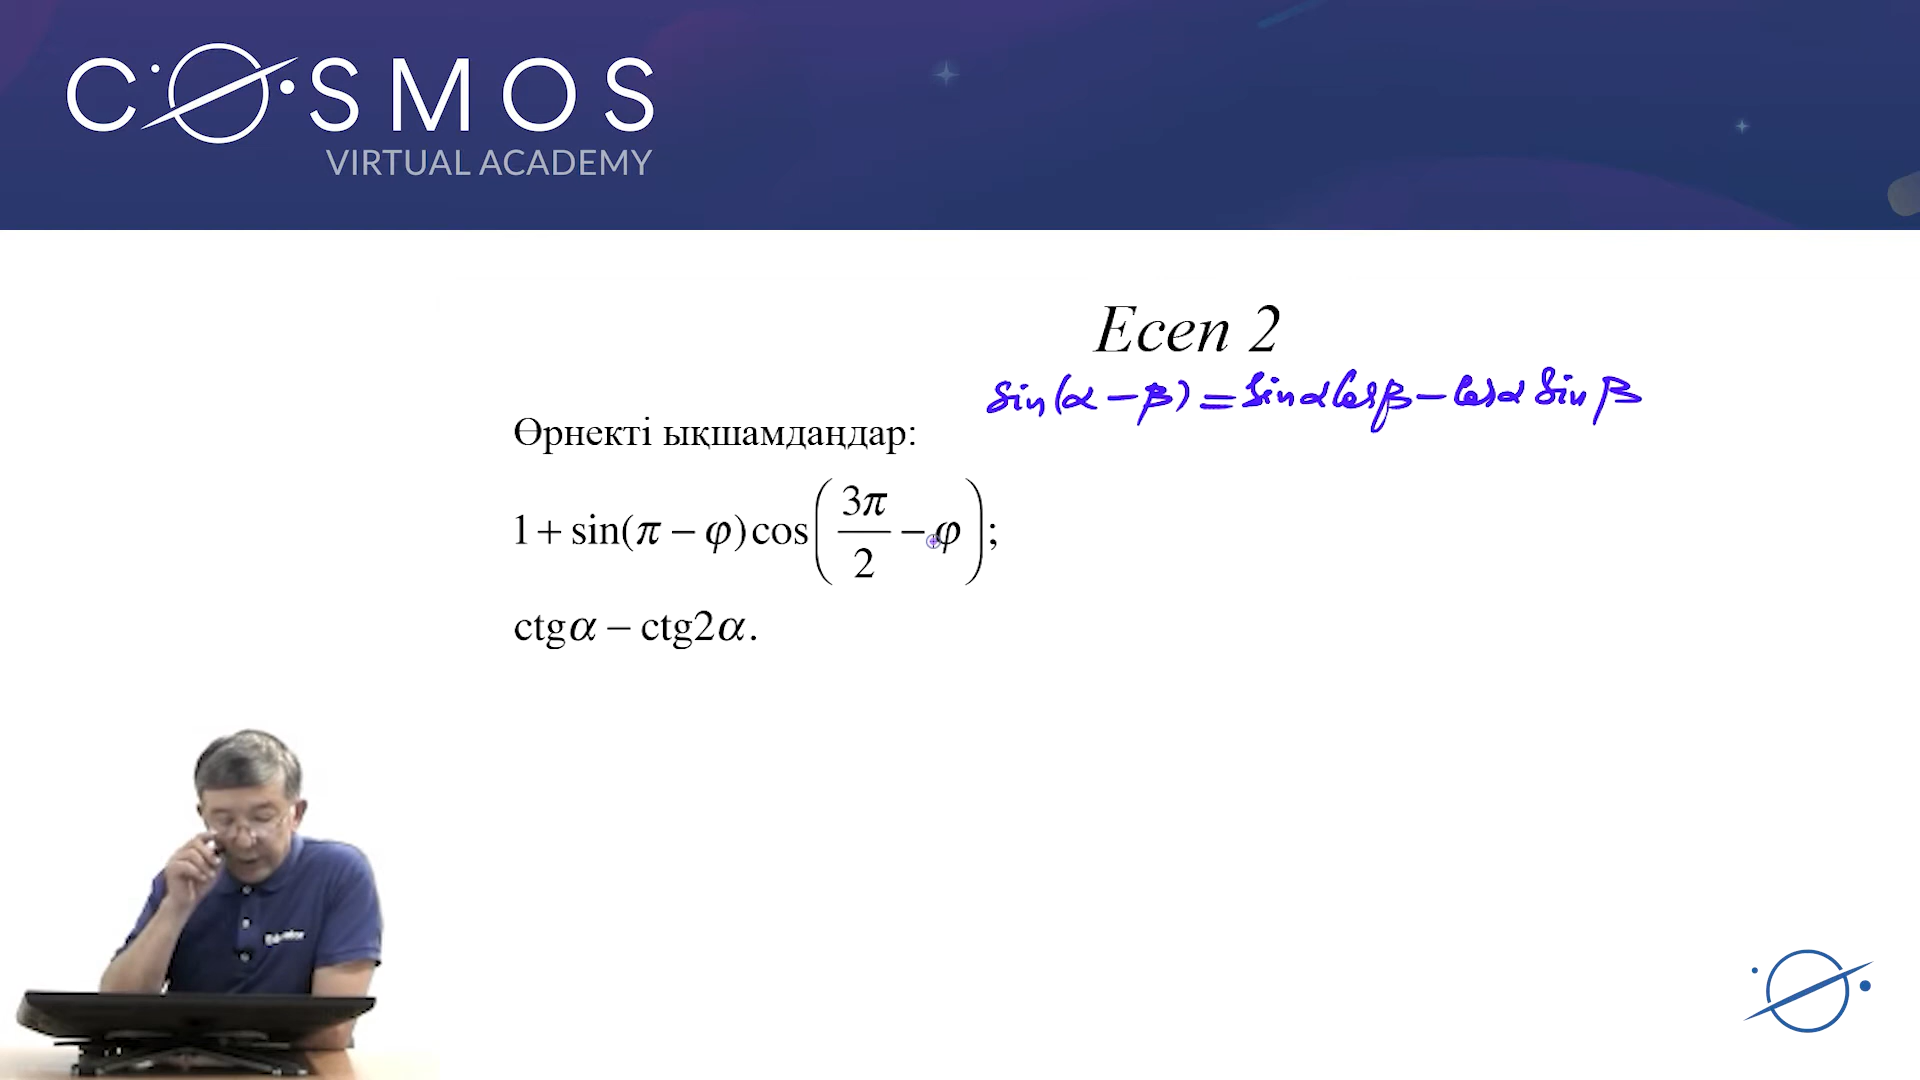 COSMOS
VIRTUAL ACADEMY
Есеп 2
sin(α − β) = sinα cosβ − cosα sinβ
Өрнекті ықшамдаңдар:
1 + sin(π − φ)cos(3π/2 − φ);
ctgα − ctg2α.